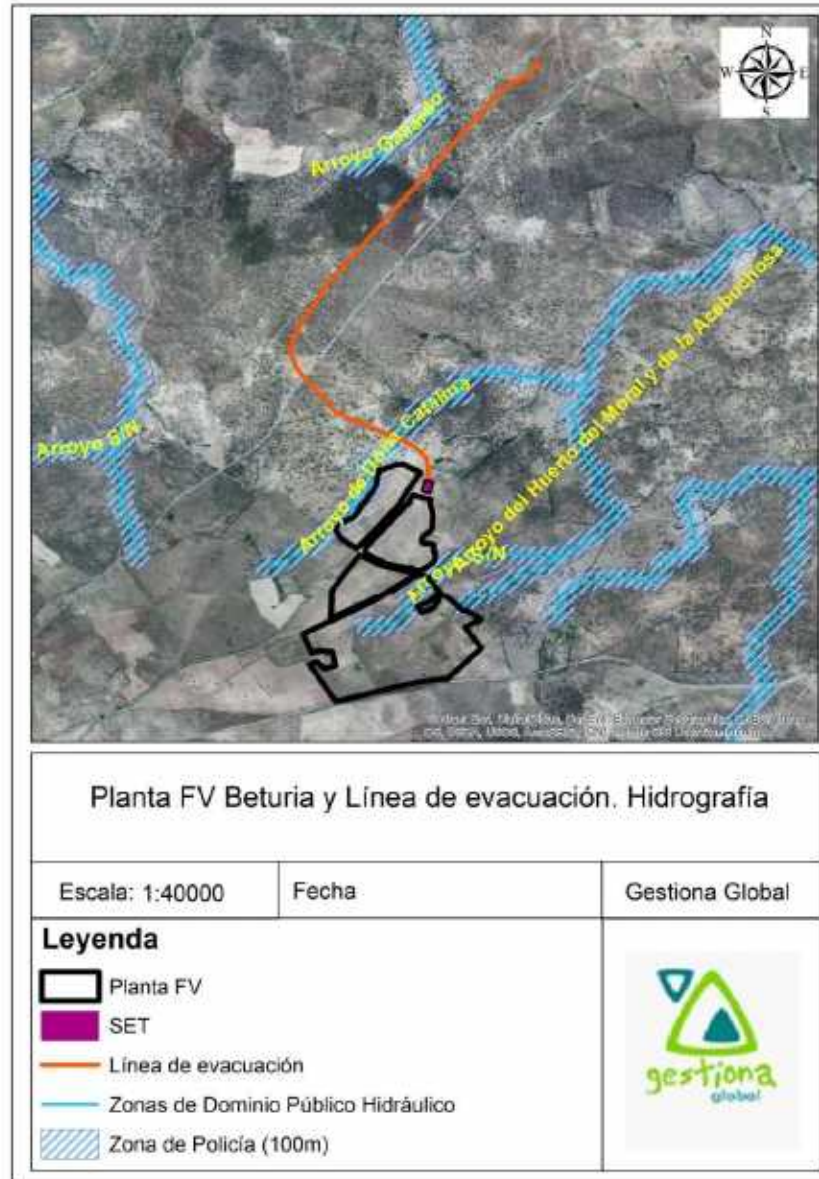 N
W E
S
Arroyo Gallardo
Arroyo S/N
Arroyo de Doña Catalina
Arroyo del Huerto del Moral y de la Acebuchosa
Arroyo S/N
Planta FV Beturia y Línea de evacuación. Hidrografía
Escala: 1:40000
Fecha
Gestiona Global
Leyenda
Planta FV
SET
Línea de evacuación
Zonas de Dominio Público Hidráulico
Zona de Policía (100m)
gestiona
global